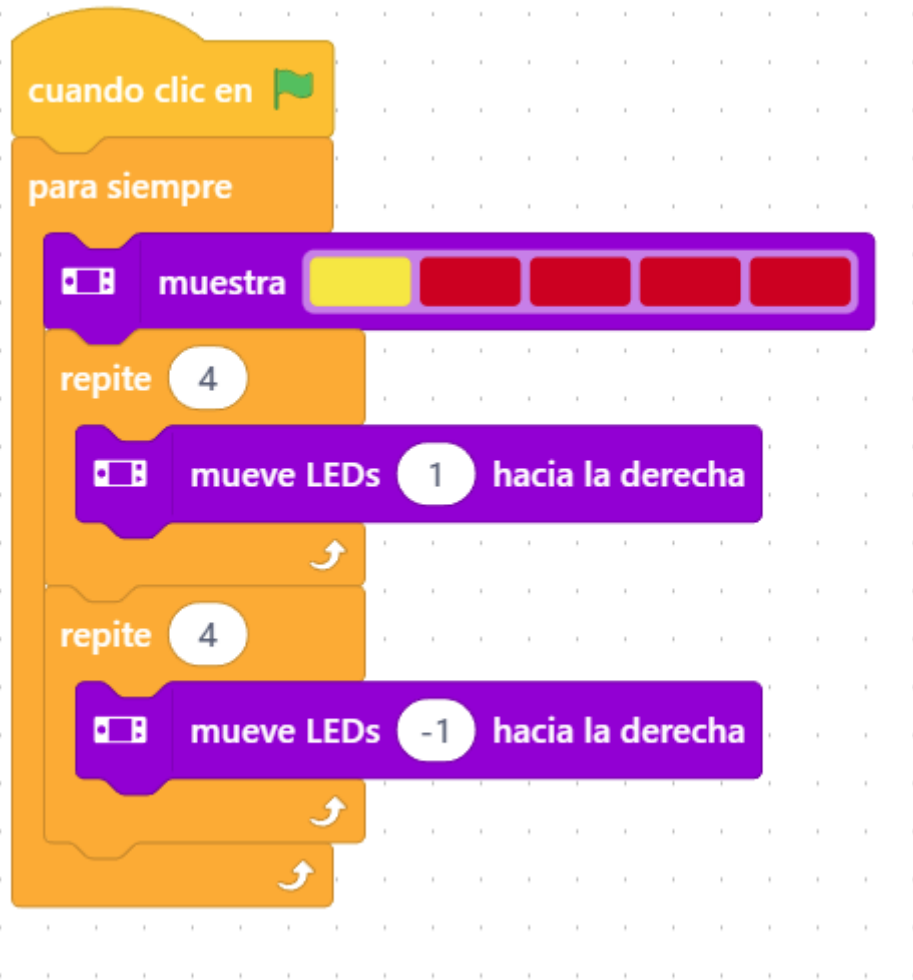 cuando clic en
para siempre
muestra
repite 4
mueve LEDs 1 hacia la derecha
repite 4
mueve LEDs -1 hacia la derecha